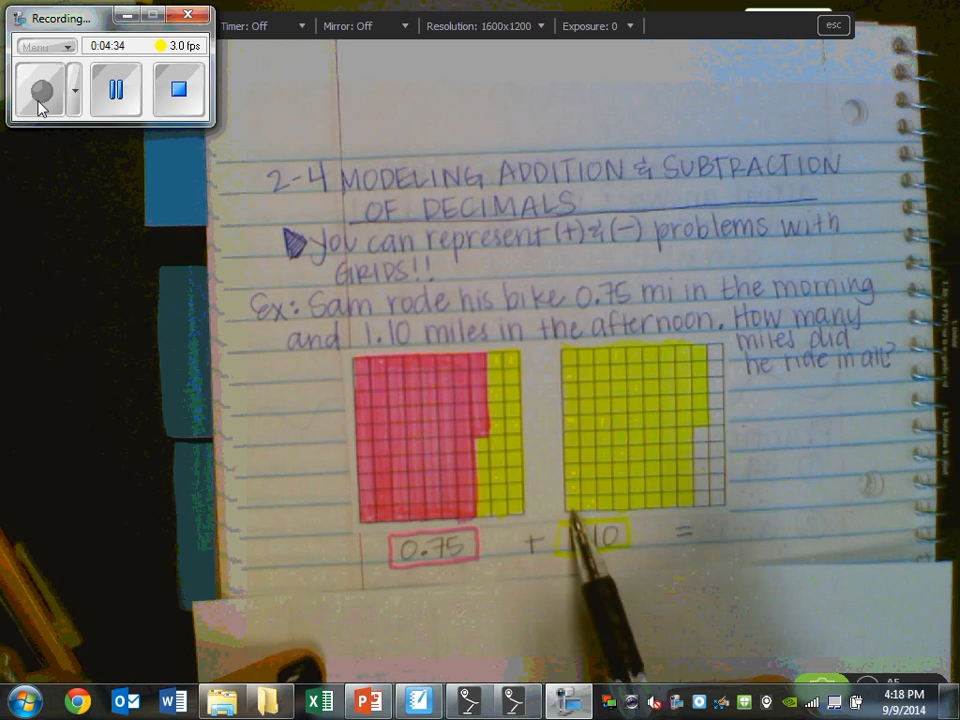 Recording...
Timer: Off
Mirror: Off
Resolution: 1600x1200
Exposure: 0
esc
Menu
0:04:34
3.0 fps
2-4 MODELING ADDITION & SUBTRACTION
OF DECIMALS
You can represent (+) & (-) problems with
GRIDS!!
Ex: Sam rode his bike 0.75 mi in the morning
and 1.10 miles in the afternoon. How many
miles did
he ride in all?
0.75 + 10 =
AF
4:18 PM
9/9/2014